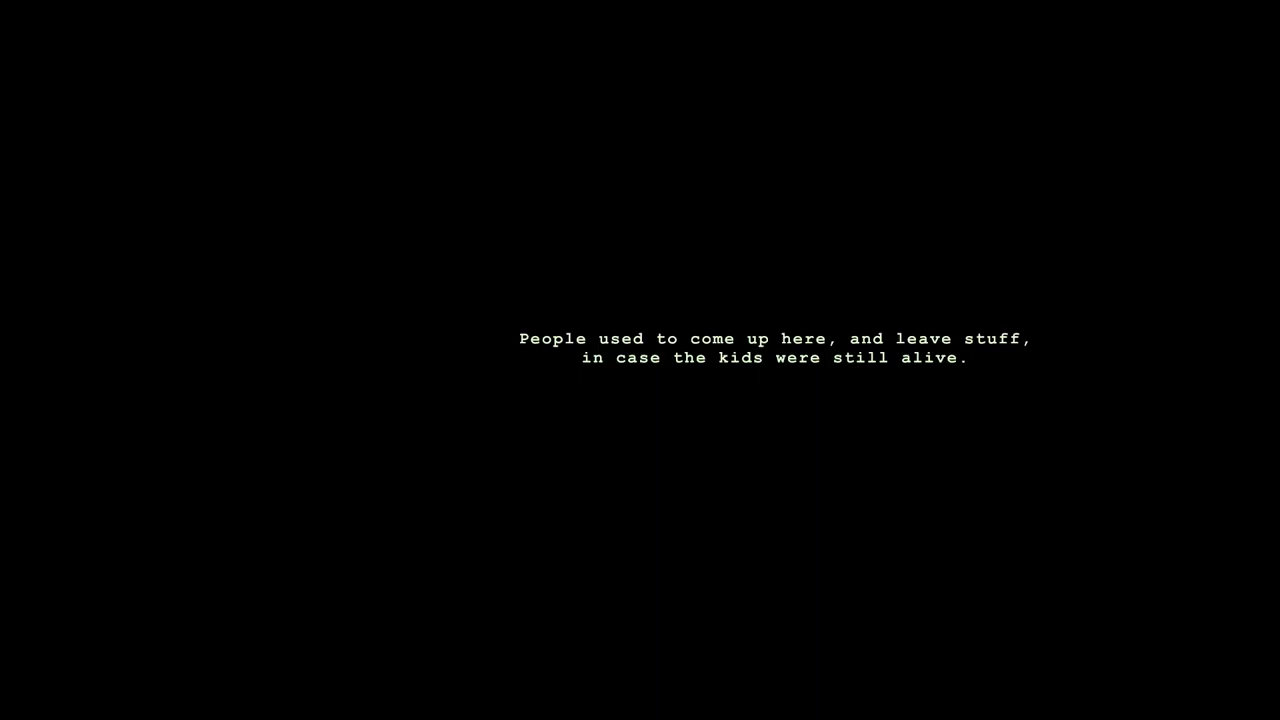 People used to come up here, and leave stuff,
in case the kids were still alive.